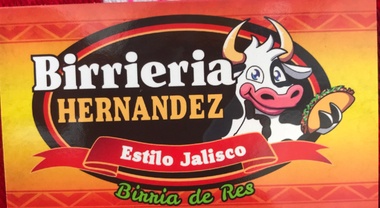 Birrieria
HERNANDEZ
Estilo Jalisco
Birria de Res